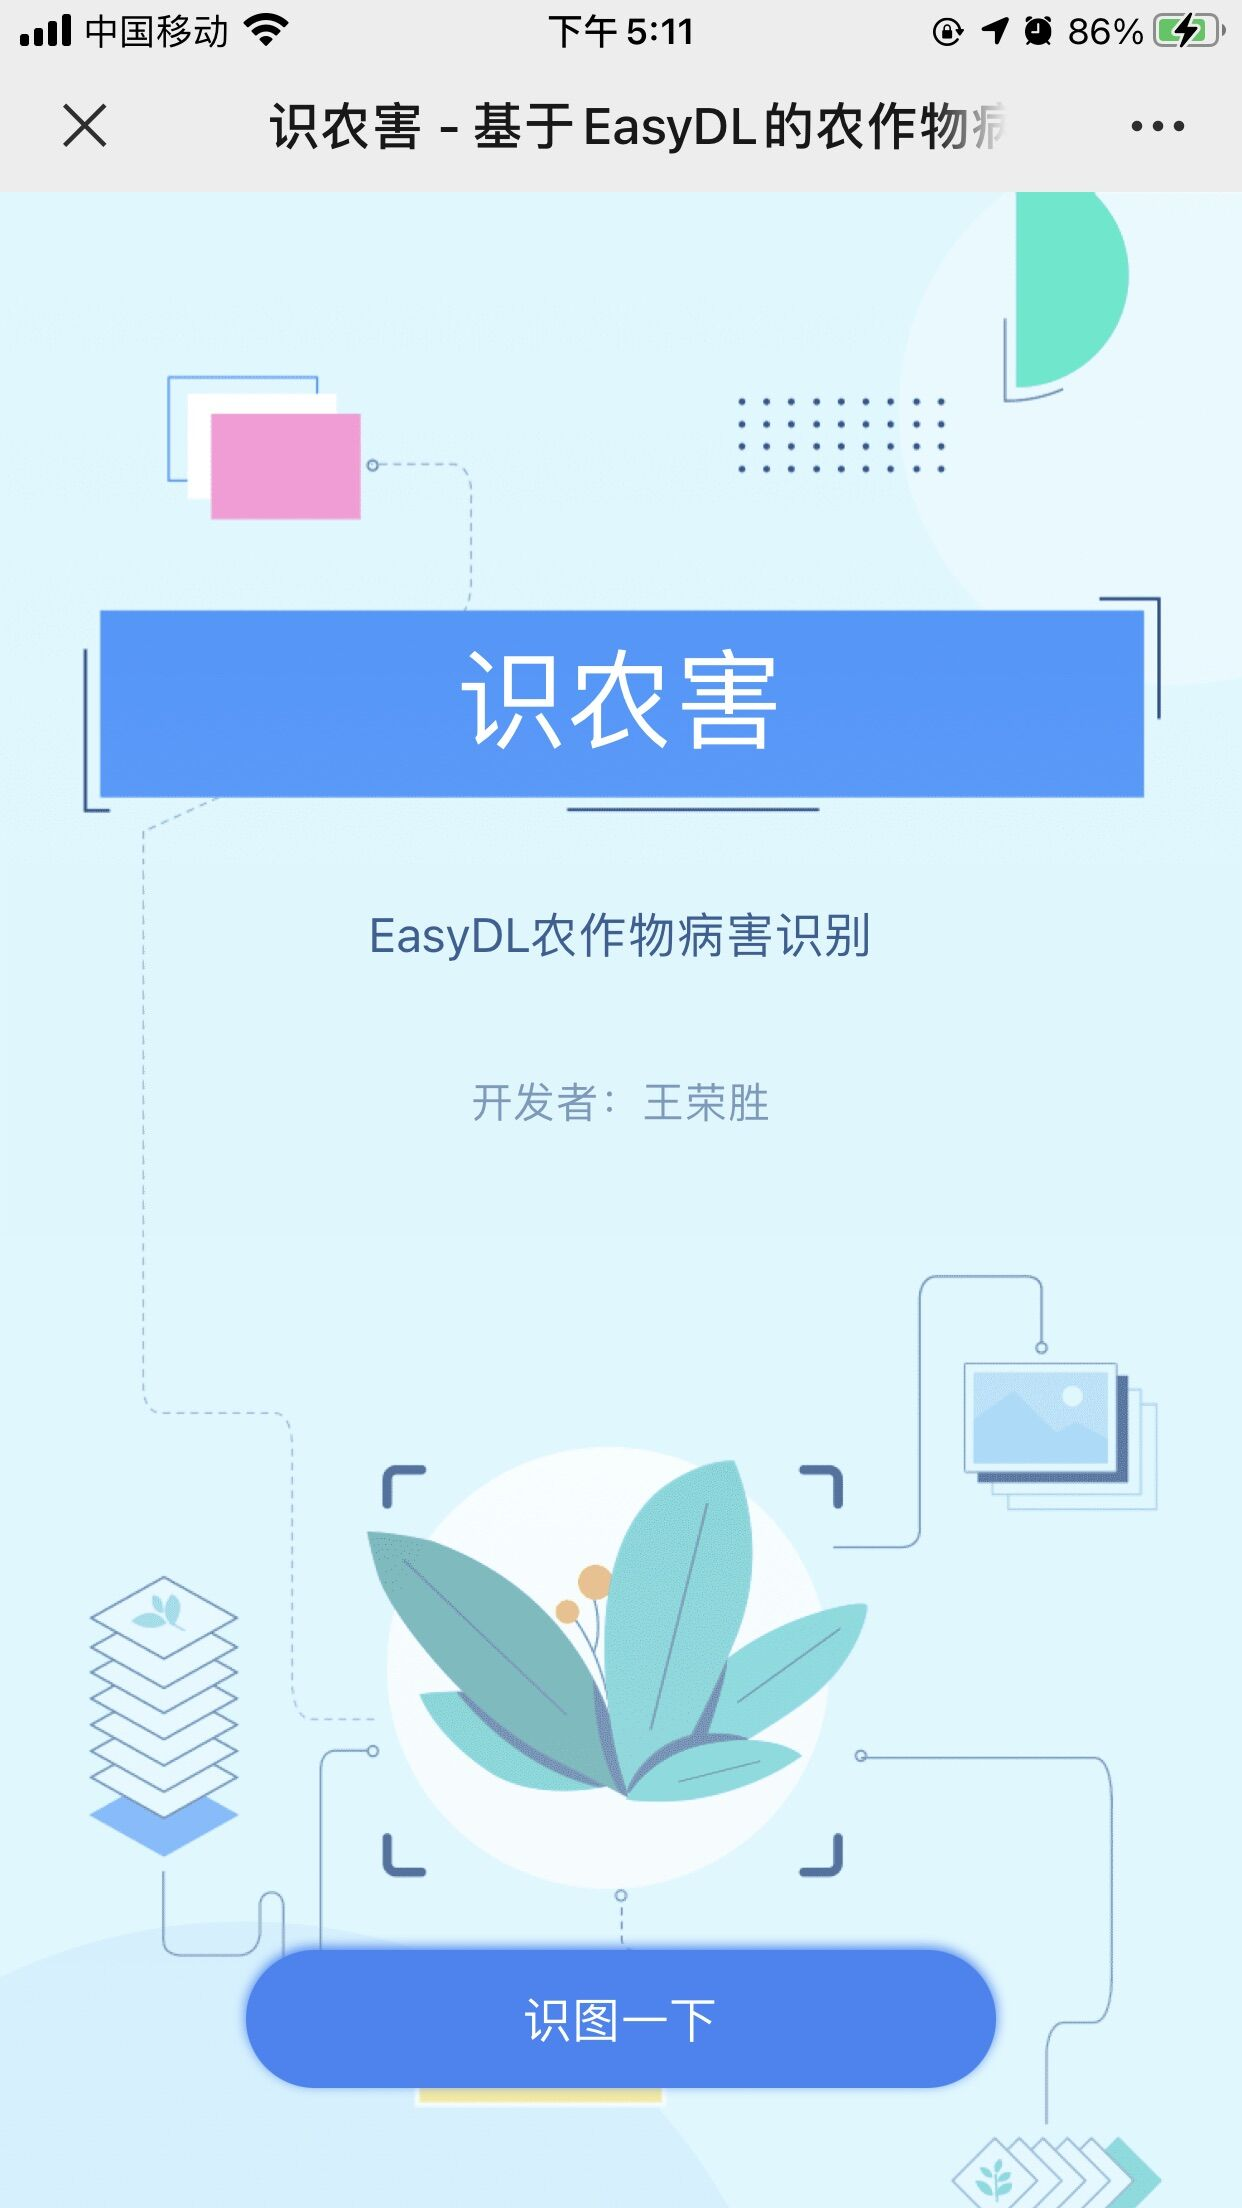 中国移动 下午 5:11 86%
识农害 - 基于EasyDL的农作物
识农害
EasyDL农作物病害识别
开发者：王荣胜
识图一下